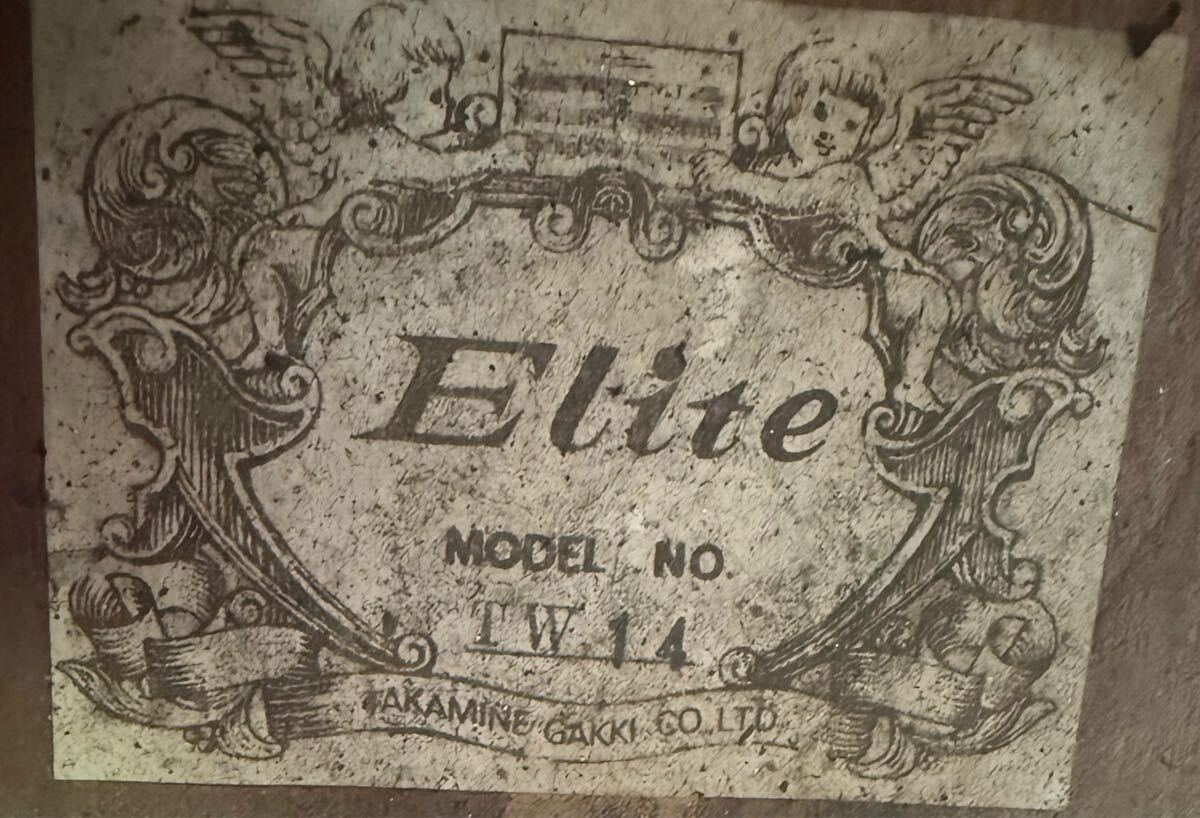 Elite
MODEL NO.
TW 14
TAKAMINE GAKKI CO. LTD.